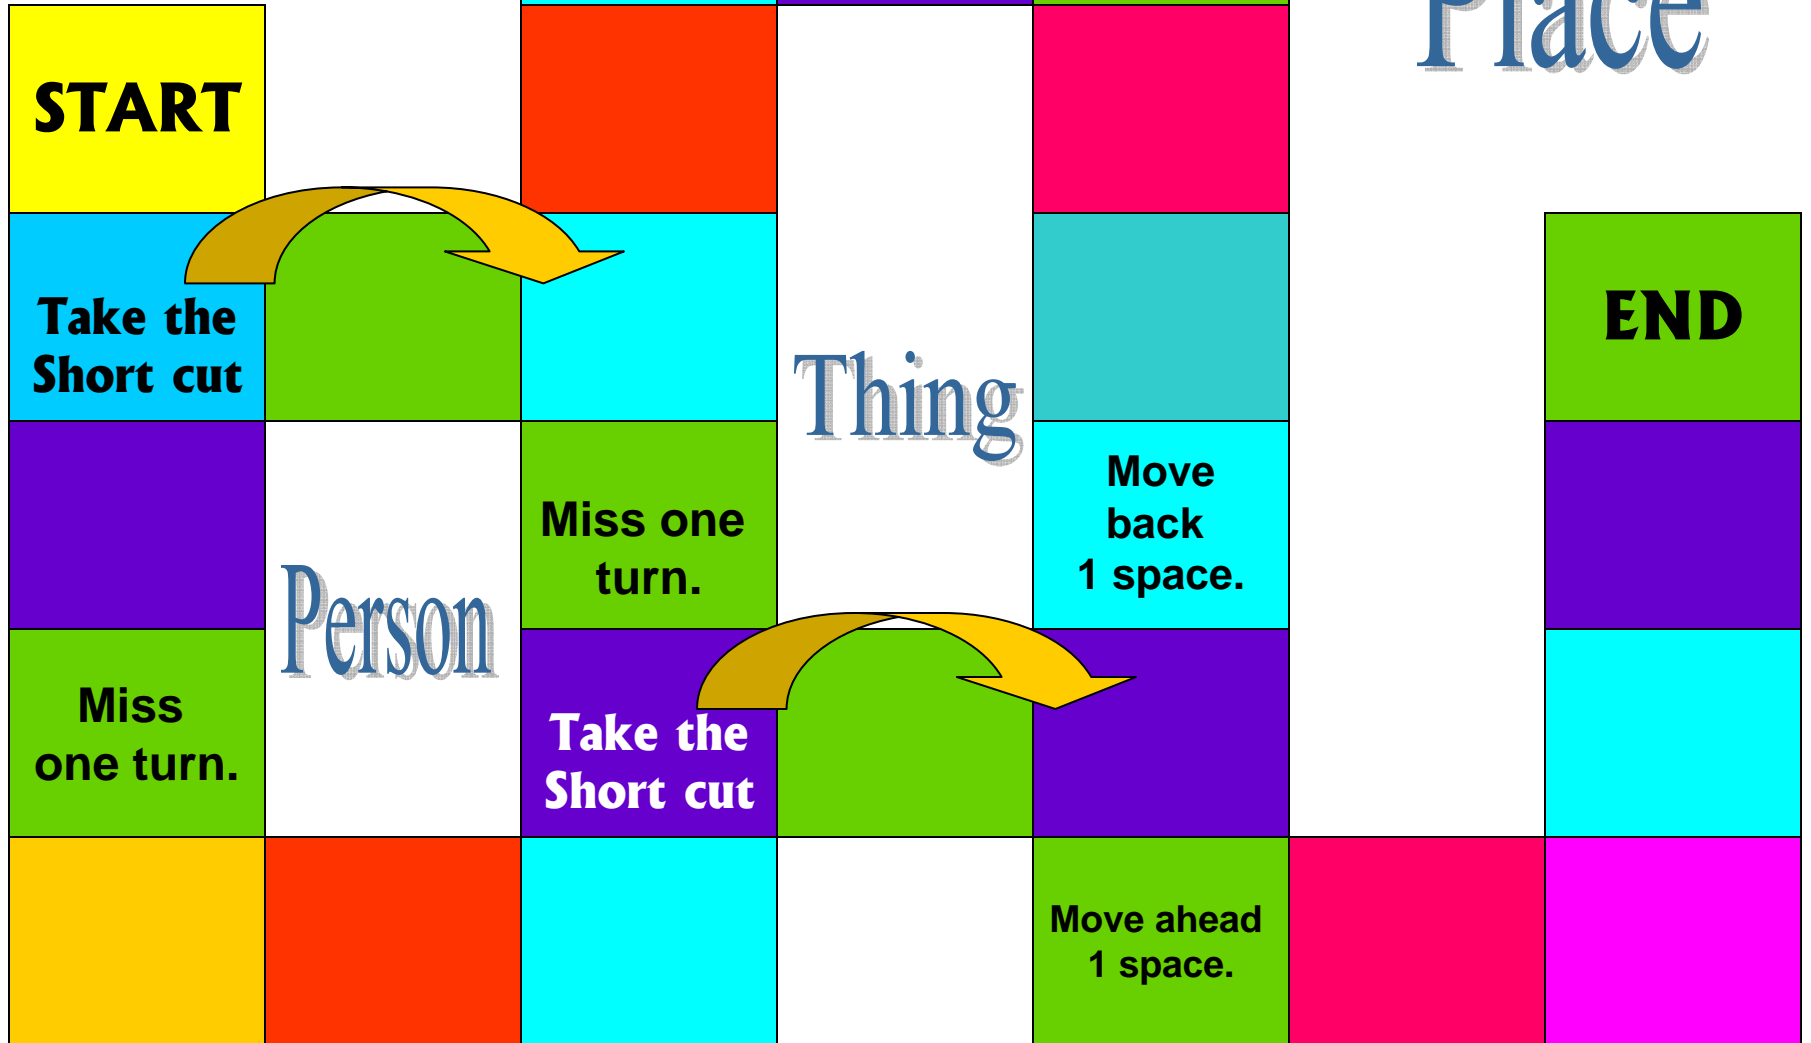 Place
START
Take the
Short cut
END
Thing
Miss one
turn.
Move
back
1 space.
Person
Miss
one turn.
Take the
Short cut
Move ahead
1 space.